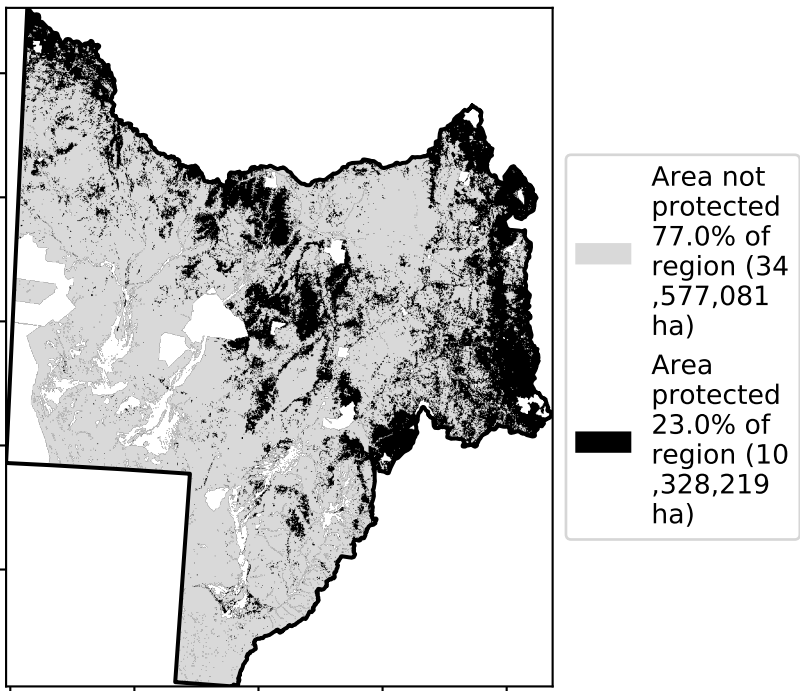 Area not
protected
77.0% of
region (34
,577,081
ha)
Area
protected
23.0% of
region (10
,328,219
ha)